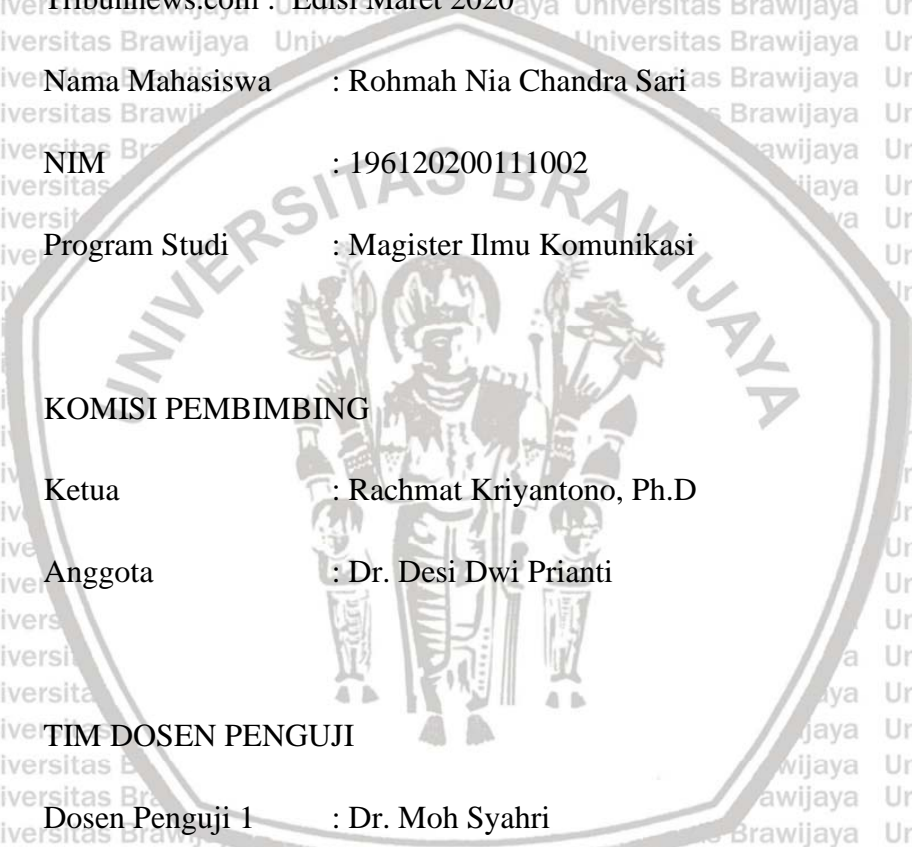 Tribunnews.com : Edisi Maret 2020
Nama Mahasiswa : Rohmah Nia Chandra Sari
NIM : 196120200111002
Program Studi : Magister Ilmu Komunikasi
UNIVERSITAS BRAWIJAYA
KOMISI PEMBIMBING
Ketua : Rachmat Kriyantono, Ph.D
Anggota : Dr. Desi Dwi Prianti
TIM DOSEN PENGUJI
Dosen Penguji 1 : Dr. Moh Syahri